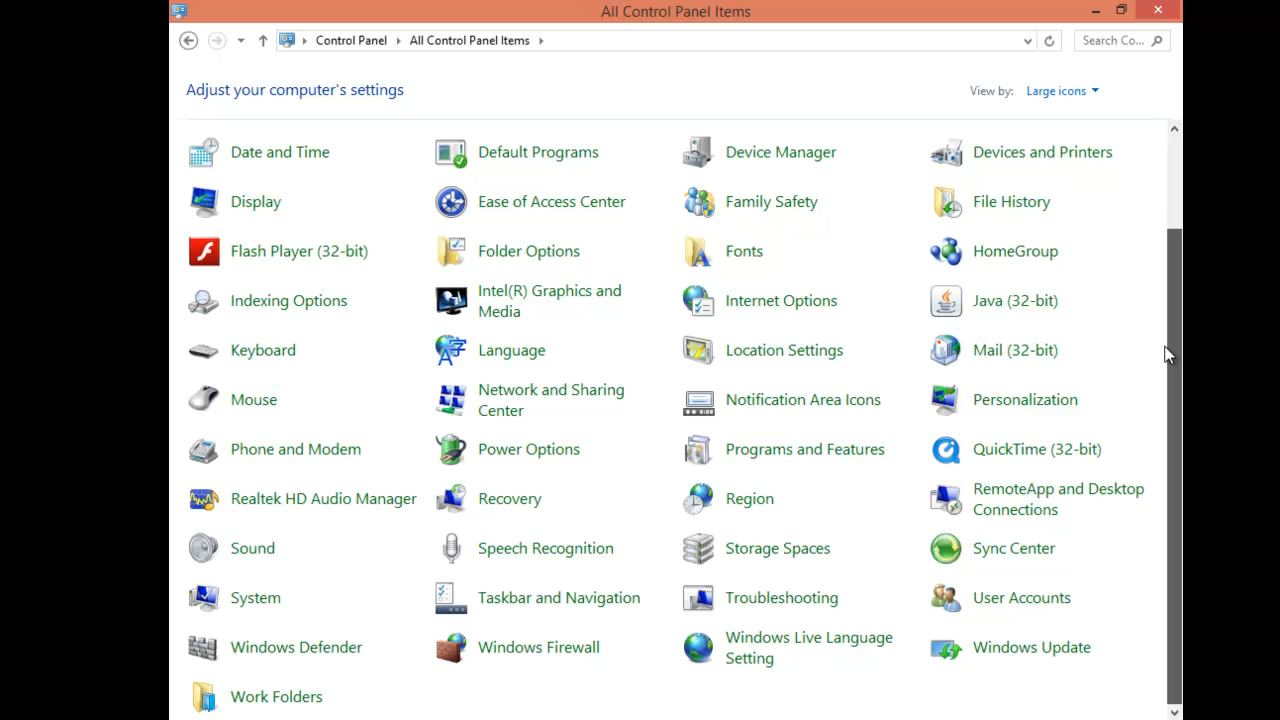 All Control Panel Items
Control Panel All Control Panel Items Search Co...
Adjust your computer's settings View by: Large icons
Date and Time Default Programs Device Manager Devices and Printers
Display Ease of Access Center Family Safety File History
Flash Player (32-bit) Folder Options Fonts HomeGroup
Indexing Options Intel(R) Graphics and Media Internet Options Java (32-bit)
Keyboard Language Location Settings Mail (32-bit)
Mouse Network and Sharing Center Notification Area Icons Personalization
Phone and Modem Power Options Programs and Features QuickTime (32-bit)
Realtek HD Audio Manager Recovery Region RemoteApp and Desktop Connections
Sound Speech Recognition Storage Spaces Sync Center
System Taskbar and Navigation Troubleshooting User Accounts
Windows Defender Windows Firewall Windows Live Language Setting Windows Update
Work Folders